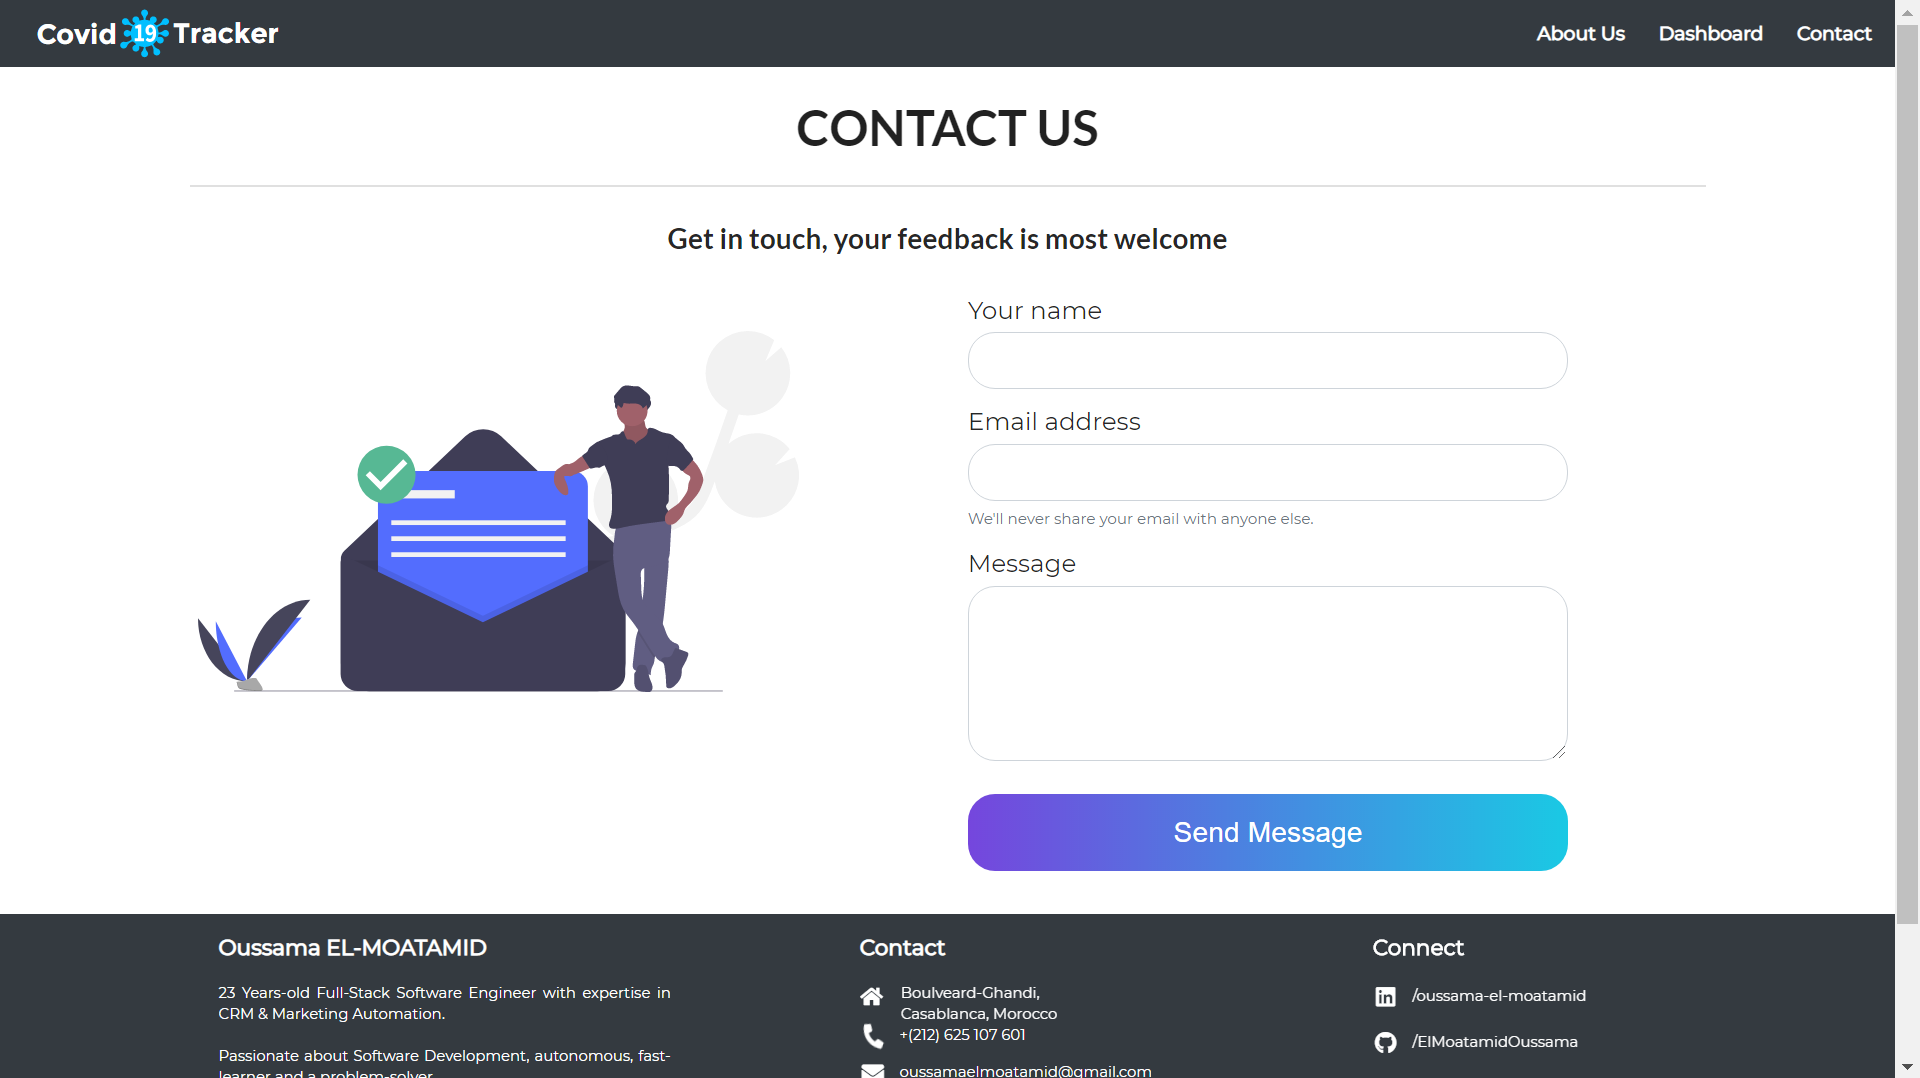 Covid 19 Tracker
About Us
Dashboard
Contact
CONTACT US
Get in touch, your feedback is most welcome
Your name
Email address
We'll never share your email with anyone else.
Message
Send Message
Oussama EL-MOATAMID
23 Years-old Full-Stack Software Engineer with expertise in
CRM & Marketing Automation.
Passionate about Software Development, autonomous, fast-
learner and a problem-solver
Contact
Boulveard-Ghandi,
Casablanca, Morocco
+(212) 625 107 601
oussamaelmoatamid@gmail.com
Connect
/oussama-el-moatamid
/ElMoatamidOussama